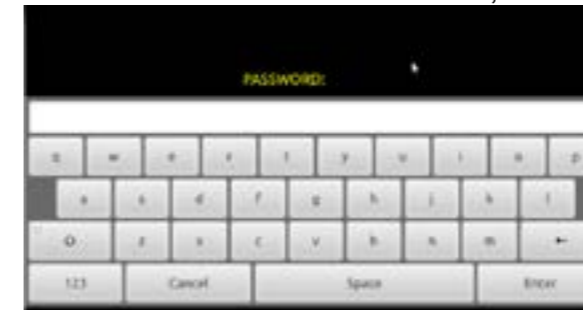 PASSWORD:
q w e r t y u i o p
a s d f g h j k l
z x c v b n m ←
123 Cancel Space Enter